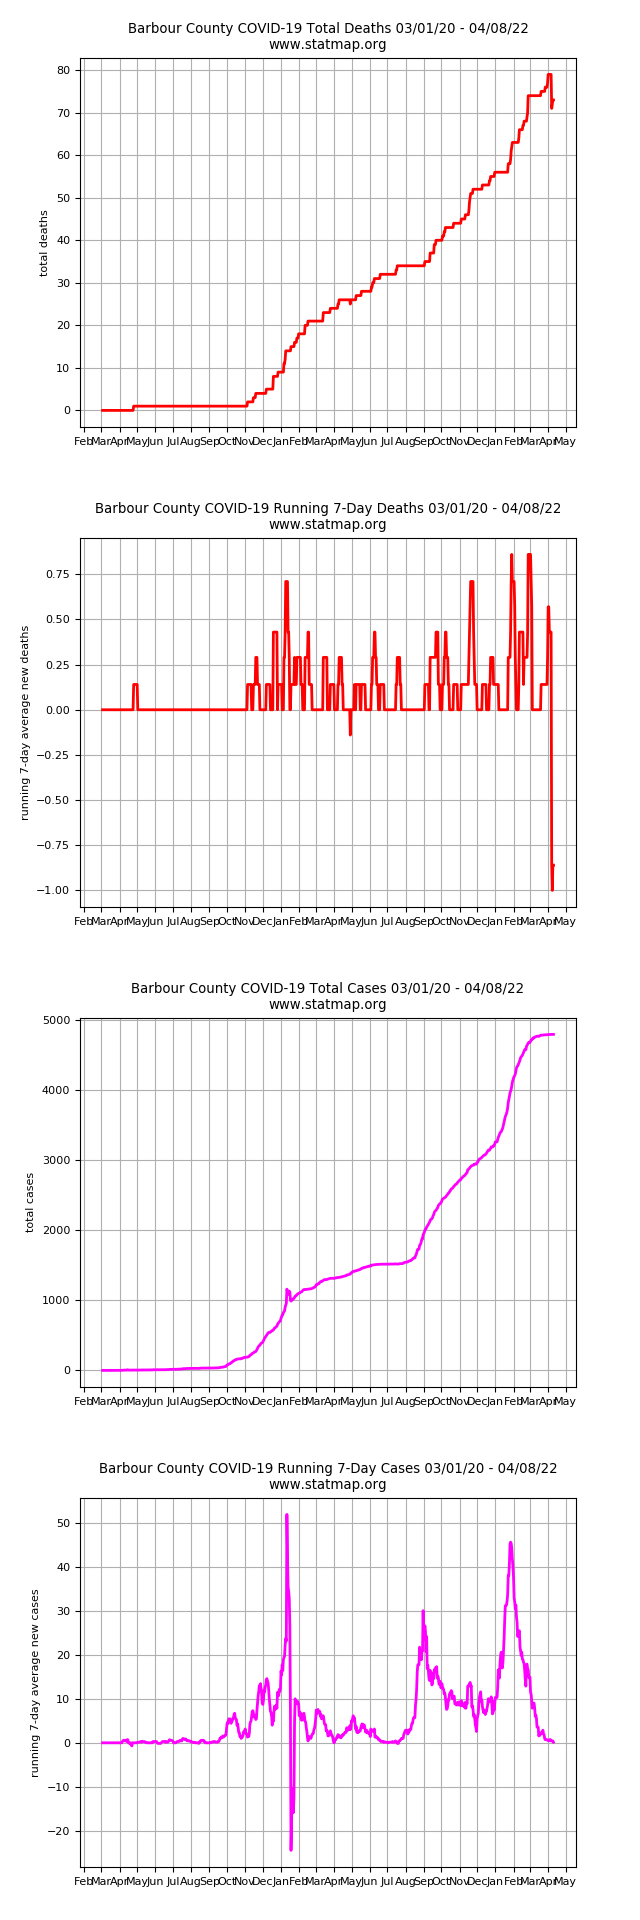 Barbour County COVID-19 Total Deaths 03/01/20 - 04/08/22
www.statmap.org
80
70
60
50
40
30
20
10
0
total deaths
Feb Mar Apr May Jun Jul Aug Sep Oct Nov Dec Jan Feb Mar Apr May Jun Jul Aug Sep Oct Nov Dec Jan Feb Mar Apr May
Barbour County COVID-19 Running 7-Day Deaths 03/01/20 - 04/08/22
www.statmap.org
0.75
0.50
0.25
0.00
−0.25
−0.50
−0.75
−1.00
running 7-day average new deaths
Feb Mar Apr May Jun Jul Aug Sep Oct Nov Dec Jan Feb Mar Apr May Jun Jul Aug Sep Oct Nov Dec Jan Feb Mar Apr May
Barbour County COVID-19 Total Cases 03/01/20 - 04/08/22
www.statmap.org
5000
4000
3000
2000
1000
0
total cases
Feb Mar Apr May Jun Jul Aug Sep Oct Nov Dec Jan Feb Mar Apr May Jun Jul Aug Sep Oct Nov Dec Jan Feb Mar Apr May
Barbour County COVID-19 Running 7-Day Cases 03/01/20 - 04/08/22
www.statmap.org
50
40
30
20
10
0
−10
−20
running 7-day average new cases
Feb Mar Apr May Jun Jul Aug Sep Oct Nov Dec Jan Feb Mar Apr May Jun Jul Aug Sep Oct Nov Dec Jan Feb Mar Apr May